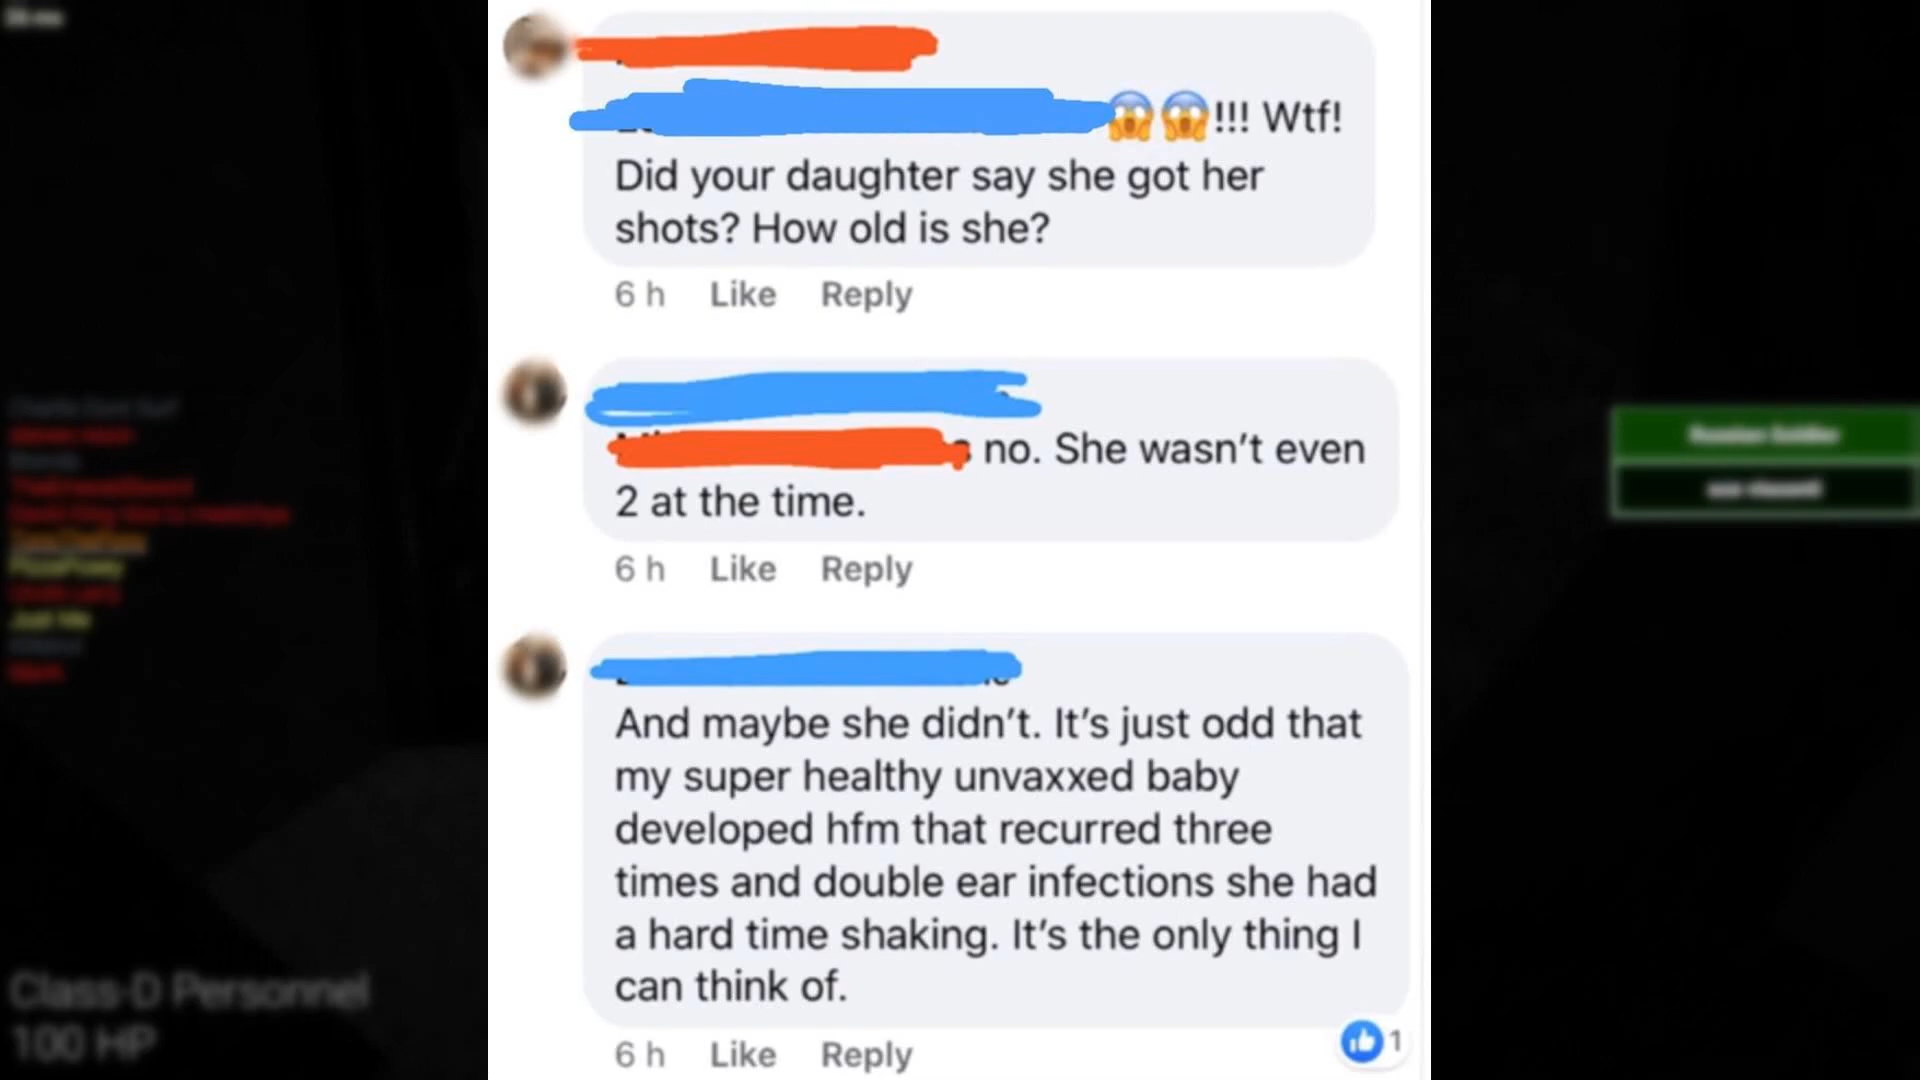 😱😱!!! Wtf!
Did your daughter say she got her
shots? How old is she?
6 h Like Reply
no. She wasn't even
2 at the time.
6 h Like Reply
And maybe she didn't. It's just odd that
my super healthy unvaxxed baby
developed hfm that recurred three
times and double ear infections she had
a hard time shaking. It's the only thing I
can think of.
6 h Like Reply
1
Class-D Personnel
100 HP